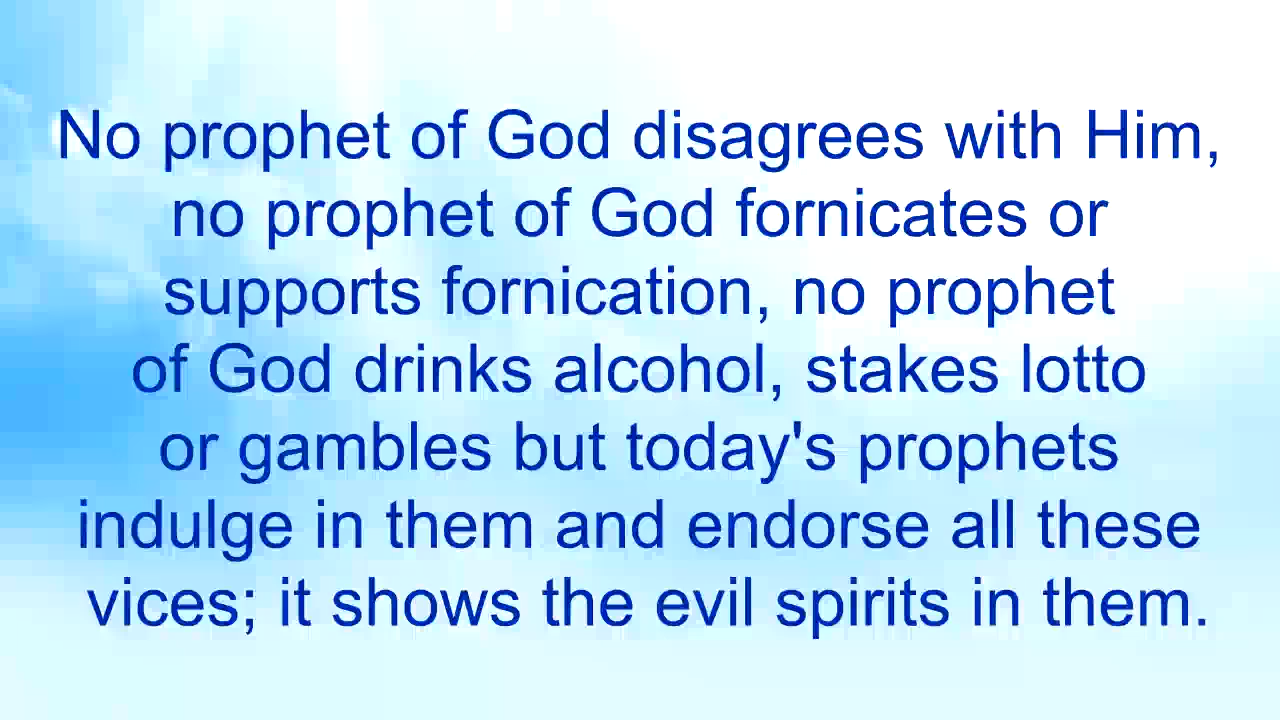 No prophet of God disagrees with Him,
no prophet of God fornicates or
supports fornication, no prophet
of God drinks alcohol, stakes lotto
or gambles but today's prophets
indulge in them and endorse all these
vices; it shows the evil spirits in them.